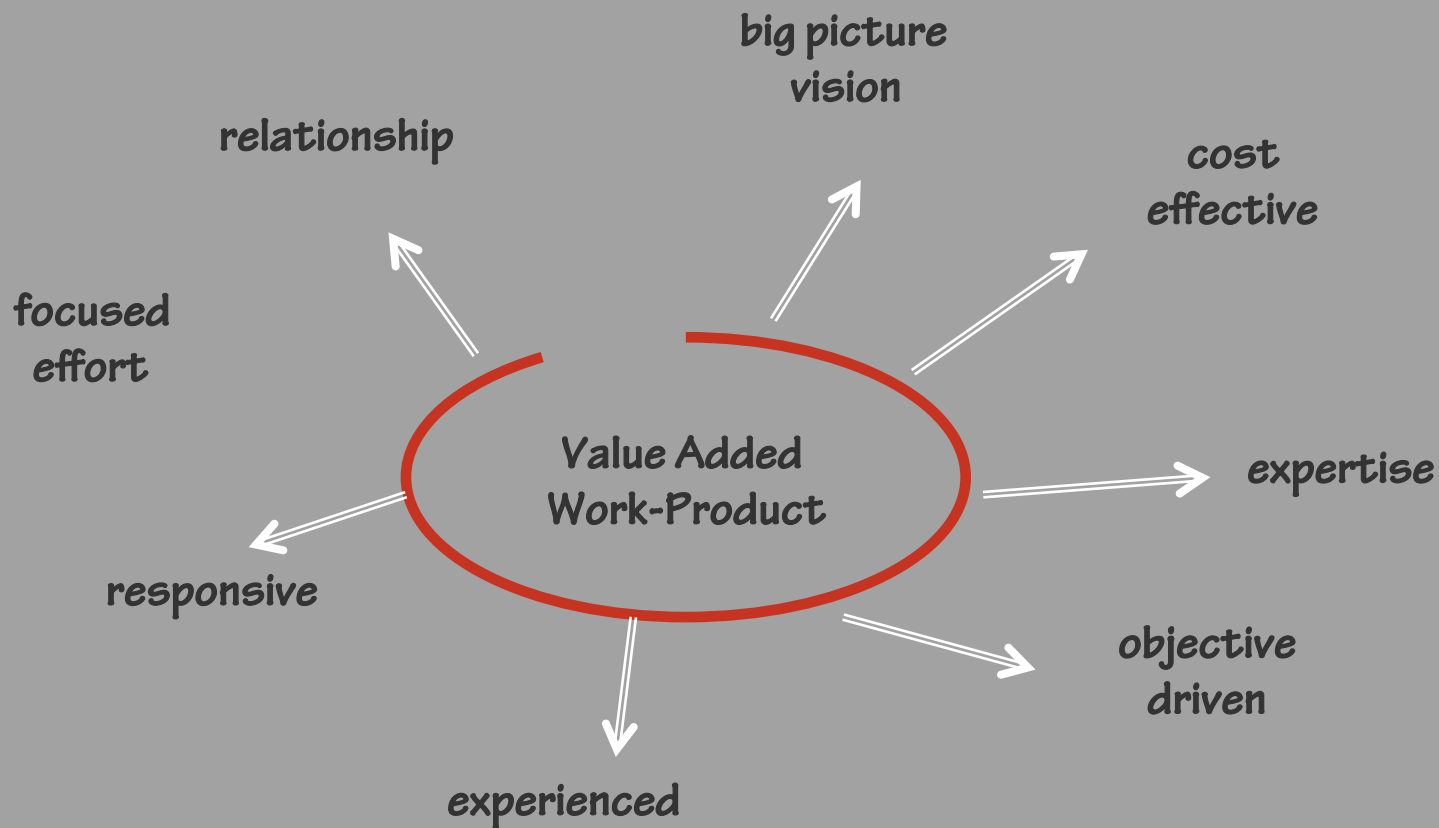 big picture
vision
relationship
cost
effective
focused
effort
Value Added
Work-Product
expertise
responsive
objective
driven
experienced